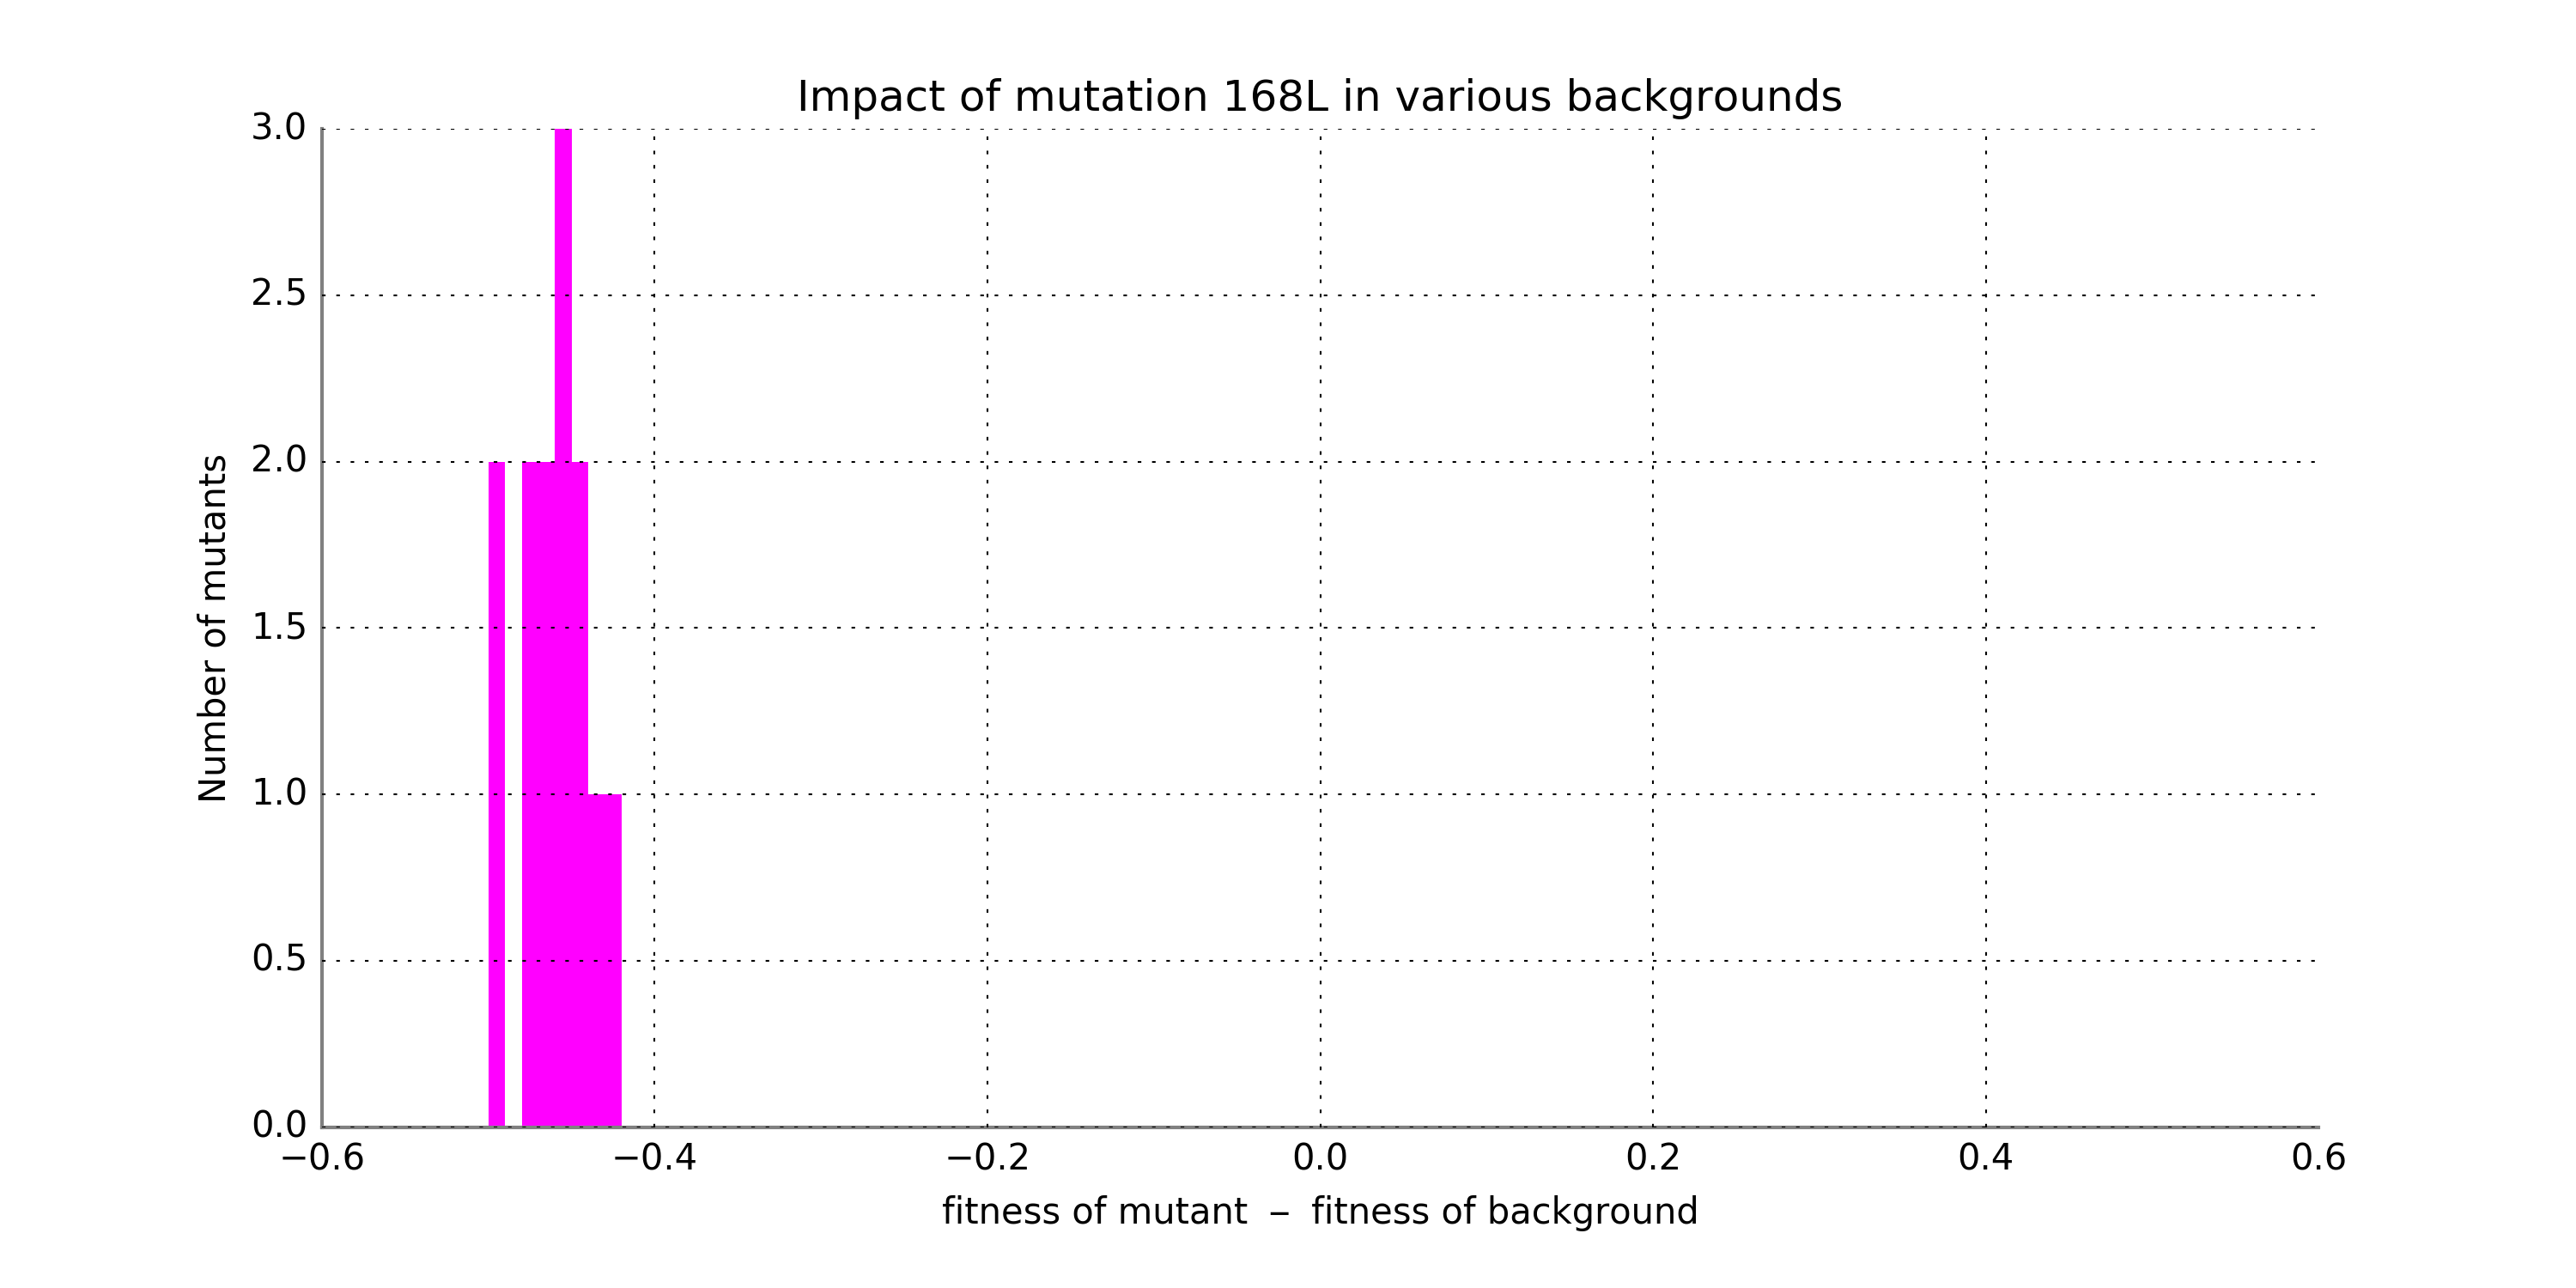 Impact of mutation 168L in various backgrounds
3.0
2.5
2.0
1.5
1.0
0.5
0.0
Number of mutants
−0.6 −0.4 −0.2 0.0 0.2 0.4 0.6
fitness of mutant − fitness of background